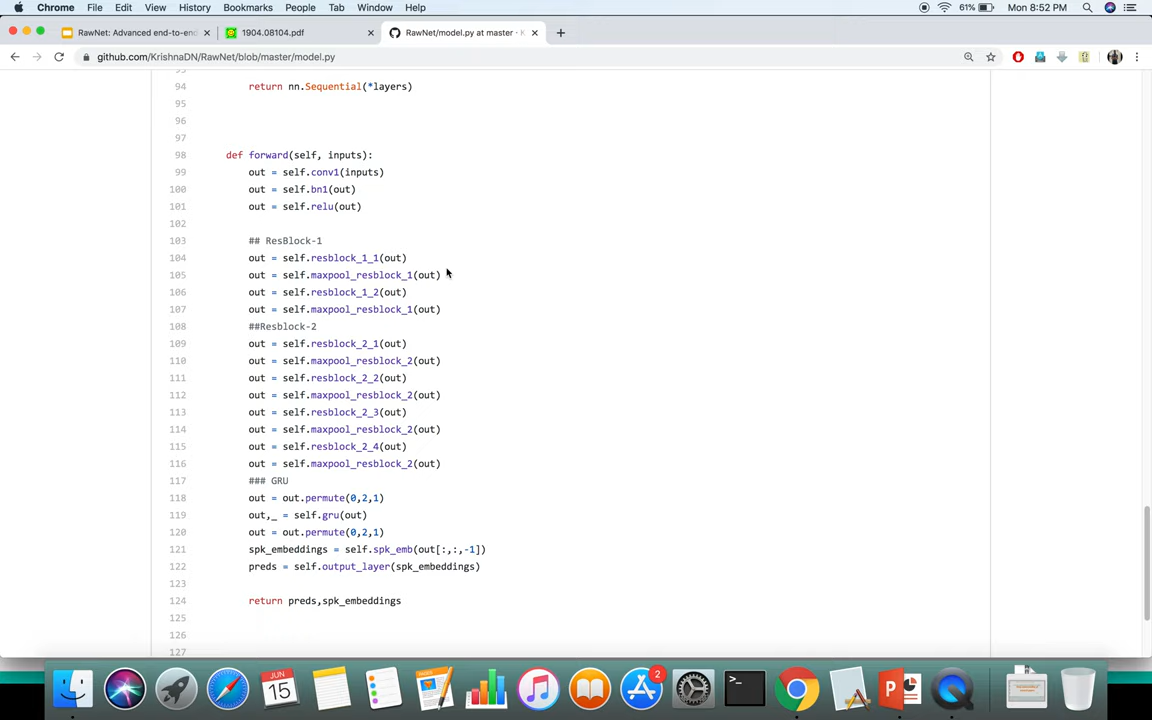 Chrome File Edit View History Bookmarks People Tab Window Help 61% Mon 8:52 PM
RawNet: Advanced end-to-en 1904.08104.pdf RawNet/model.py at master · K
github.com/KrishnaDN/RawNet/blob/master/model.py
93
94 return nn.Sequential(*layers)
95
96
97
98 def forward(self, inputs):
99 out = self.conv1(inputs)
100 out = self.bn1(out)
101 out = self.relu(out)
102
103 ## ResBlock-1
104 out = self.resblock_1_1(out)
105 out = self.maxpool_resblock_1(out)
106 out = self.resblock_1_2(out)
107 out = self.maxpool_resblock_1(out)
108 ##Resblock-2
109 out = self.resblock_2_1(out)
110 out = self.maxpool_resblock_2(out)
111 out = self.resblock_2_2(out)
112 out = self.maxpool_resblock_2(out)
113 out = self.resblock_2_3(out)
114 out = self.maxpool_resblock_2(out)
115 out = self.resblock_2_4(out)
116 out = self.maxpool_resblock_2(out)
117 ### GRU
118 out = out.permute(0,2,1)
119 out,_ = self.gru(out)
120 out = out.permute(0,2,1)
121 spk_embeddings = self.spk_emb(out[:,:,-1])
122 preds = self.output_layer(spk_embeddings)
123
124 return preds,spk_embeddings
125
126
127
JUN
15
2